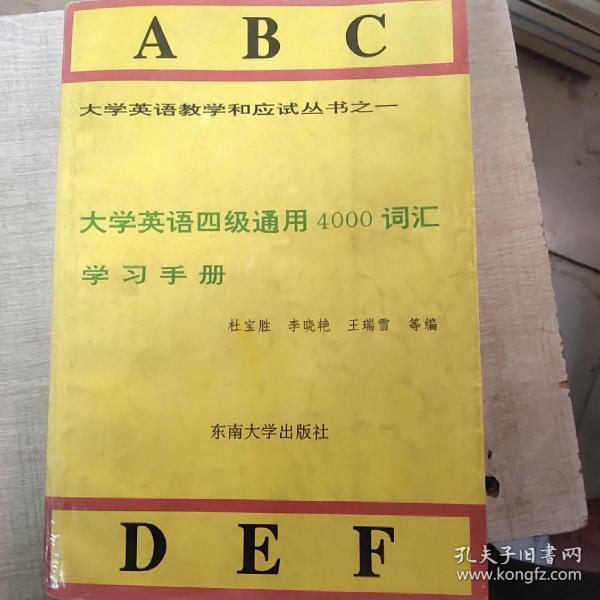 A B C
大学英语教学和应试丛书之一
大学英语四级通用 4000 词汇
学习手册
杜宝胜 李晓艳 王瑞雪 等编
东南大学出版社
D E F
孔夫子旧书网
www.kongfz.com